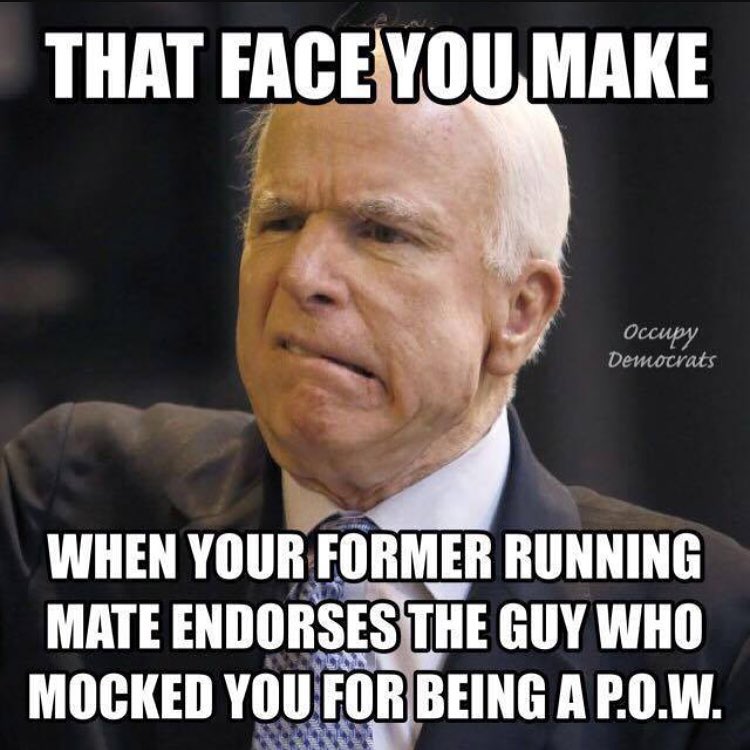 THAT FACE YOU MAKE
Occupy
Democrats
WHEN YOUR FORMER RUNNING
MATE ENDORSES THE GUY WHO
MOCKED YOU FOR BEING A P.O.W.